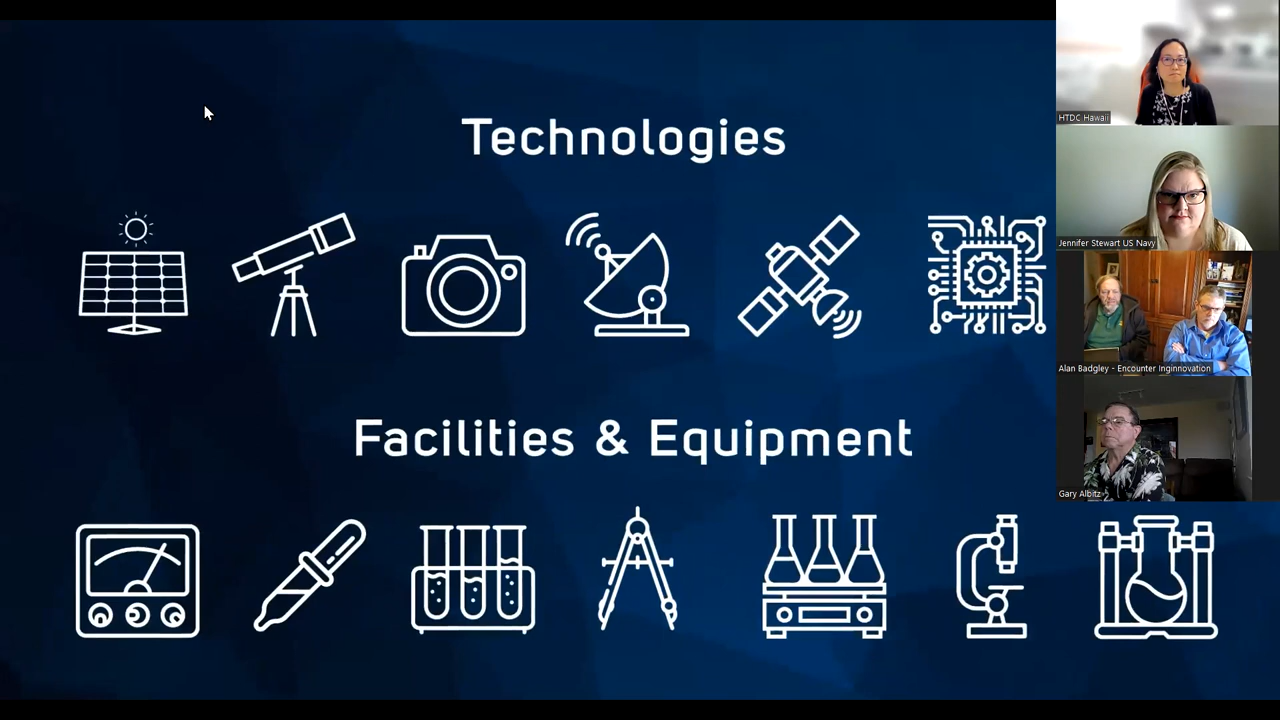 Technologies
Facilities & Equipment
HTDC Hawaii
Jennifer Stewart US Navy
Alan Badgley - Encounter Inginnovation
Gary Albitz